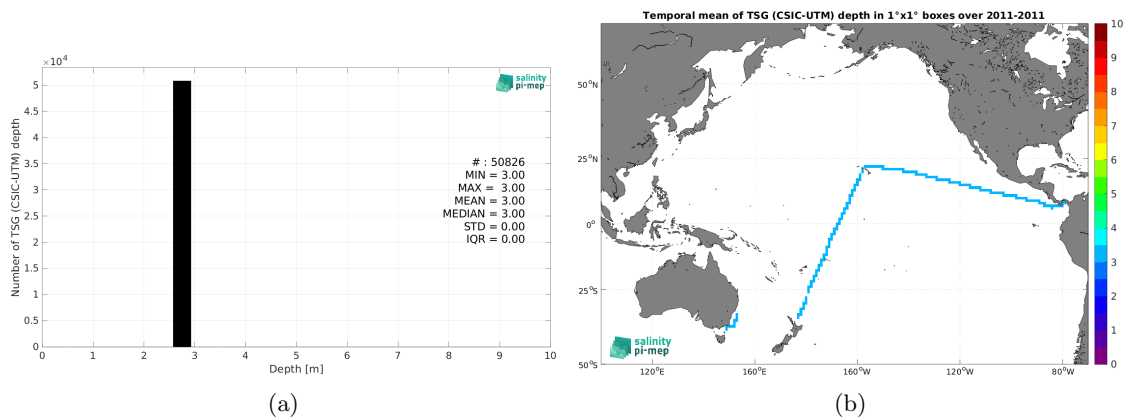 ×10⁴
5
4.5
4
3.5
3
2.5
2
1.5
1
0.5
0
Number of TSG (CSIC-UTM) depth
salinity
pi-mep
# : 50826
MIN = 3.00
MAX = 3.00
MEAN = 3.00
MEDIAN = 3.00
STD = 0.00
IQR = 0.00
0 1 2 3 4 5 6 7 8 9 10
Depth [m]
(a)
Temporal mean of TSG (CSIC-UTM) depth in 1°x1° boxes over 2011-2011
50°N
25°N
0°
25°S
50°S
120°E 160°E 160°W 120°W 80°W
salinity
pi-mep
10
9
8
7
6
5
4
3
2
1
0
(b)